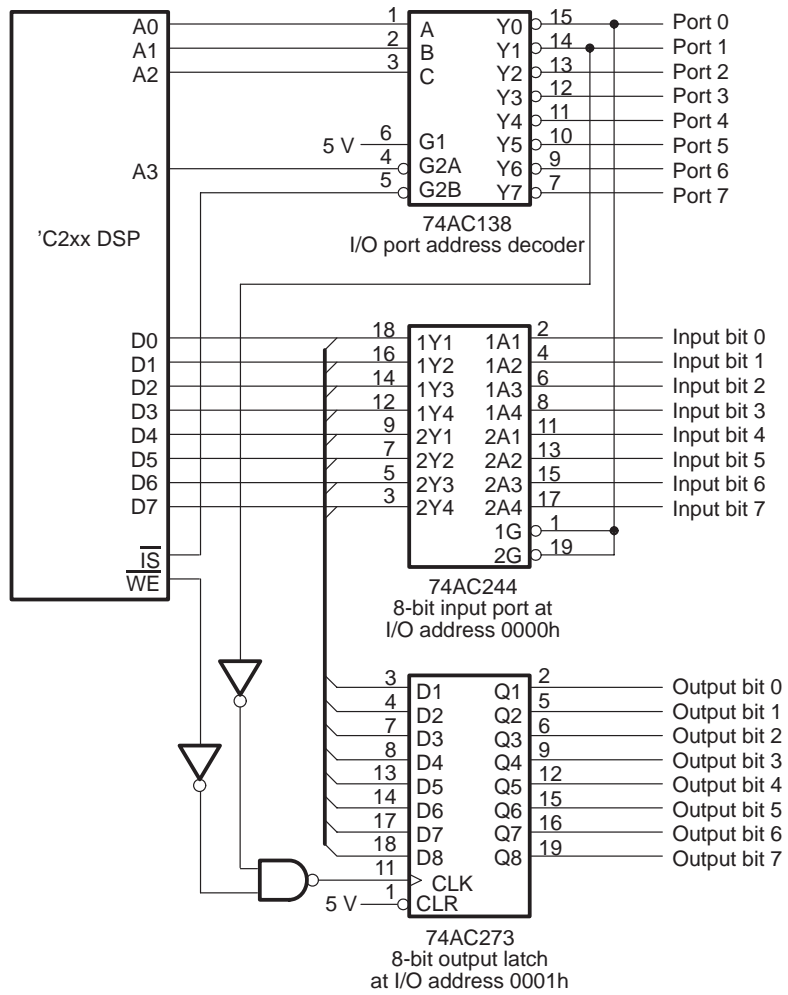 A0 1 A Y0 15 Port 0
A1 2 B Y1 14 Port 1
A2 3 C Y2 13 Port 2
Y3 12 Port 3
Y4 11 Port 4
5 V 6 G1 Y5 10 Port 5
A3 4 G2A Y6 9 Port 6
5 G2B Y7 7 Port 7
74AC138
I/O port address decoder
'C2xx DSP
D0 18 1Y1 1A1 2 Input bit 0
D1 16 1Y2 1A2 4 Input bit 1
D2 14 1Y3 1A3 6 Input bit 2
D3 12 1Y4 1A4 8 Input bit 3
D4 9 2Y1 2A1 11 Input bit 4
D5 7 2Y2 2A2 13 Input bit 5
D6 5 2Y3 2A3 15 Input bit 6
D7 3 2Y4 2A4 17 Input bit 7
1G 1
2G 19
IS
WE
74AC244
8-bit input port at
I/O address 0000h
3 D1 Q1 2 Output bit 0
4 D2 Q2 5 Output bit 1
7 D3 Q3 6 Output bit 2
8 D4 Q4 9 Output bit 3
13 D5 Q5 12 Output bit 4
14 D6 Q6 15 Output bit 5
17 D7 Q7 16 Output bit 6
18 D8 Q8 19 Output bit 7
11 CLK
5 V 1 CLR
74AC273
8-bit output latch
at I/O address 0001h